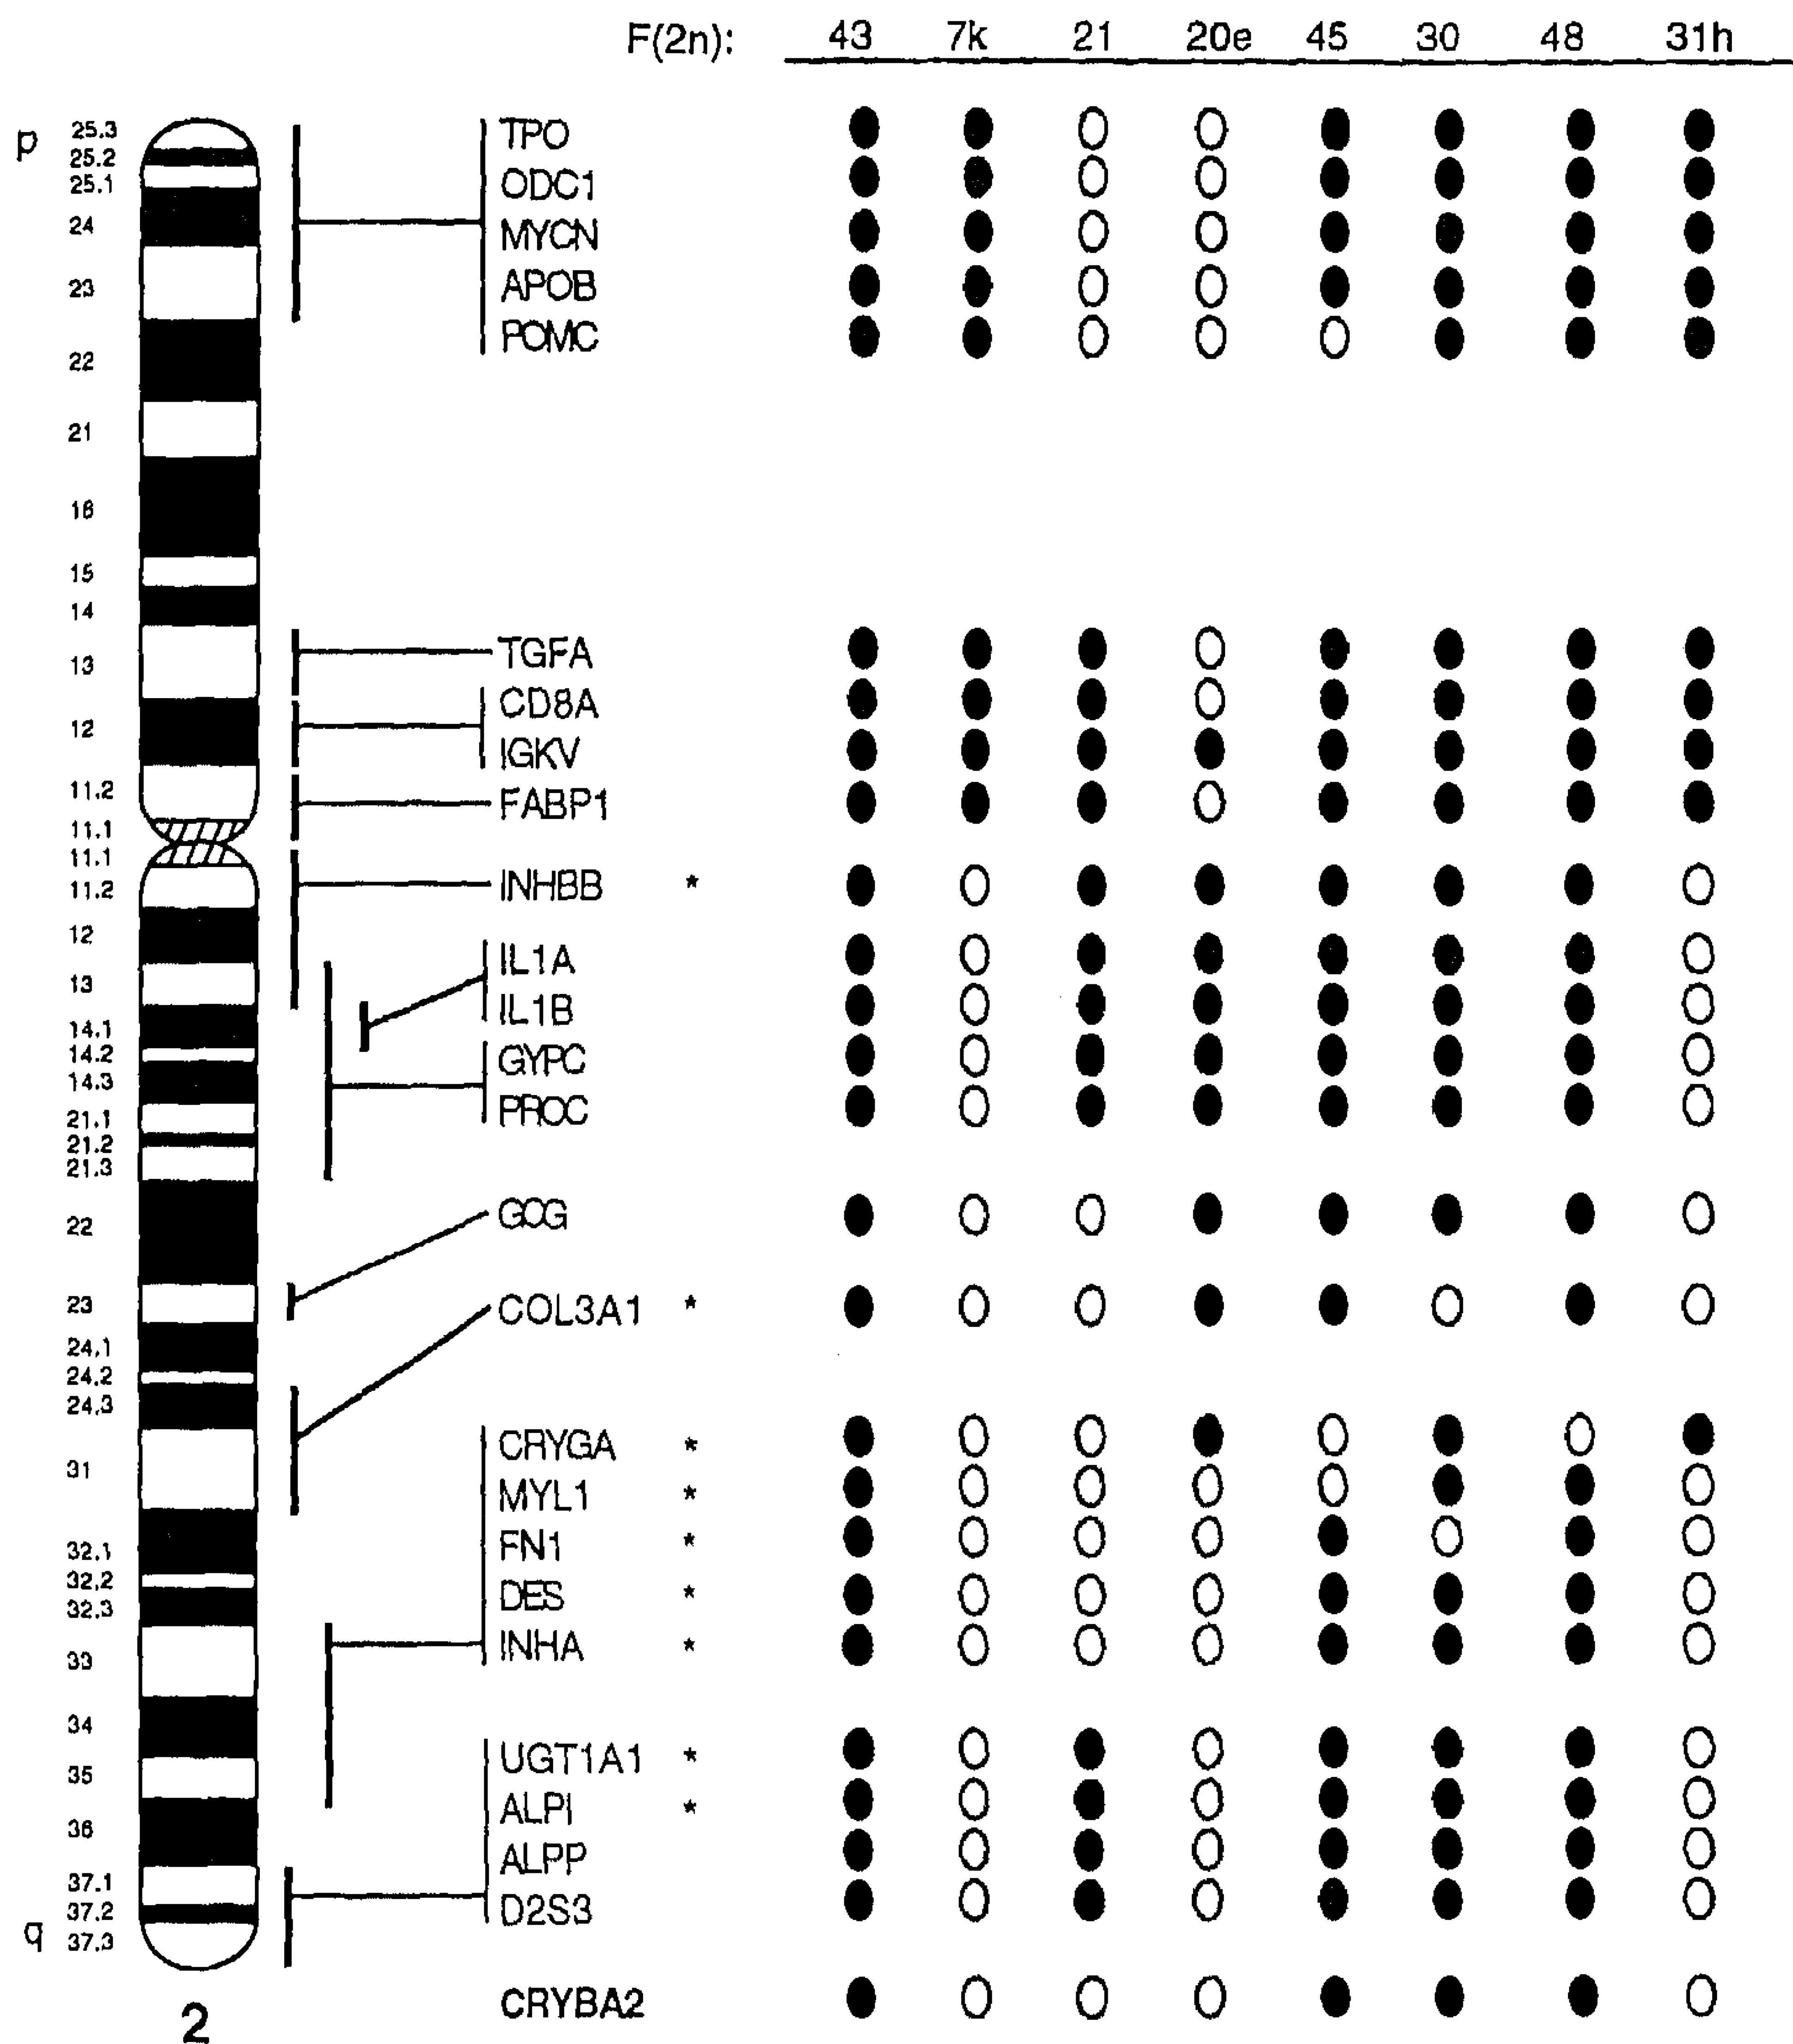 F(2n): 43 7k 21 20e 45 30 48 31h
p 25.3 TPO
25.2
25.1 ODC1
24 MYCN
23 APOB
POMC
22
21
16
15
14
13 TGFA
CD8A
12 IGKV
11.2 FABP1
11.1
11.1
11.2 INHBB *
12
IL1A
13 IL1B
14.1
14.2 GYPC
14.3
21.1 PROC
21.2
21.3
22 GCG
23 COL3A1 *
24.1
24.2
24.3
CRYGA *
31 MYL1 *
32.1 FN1 *
32.2
32.3 DES *
33 INHA *
34
UGT1A1 *
35
ALPI *
36
ALPP
37.1
37.2 D2S3
q 37.3
CRYBA2
2